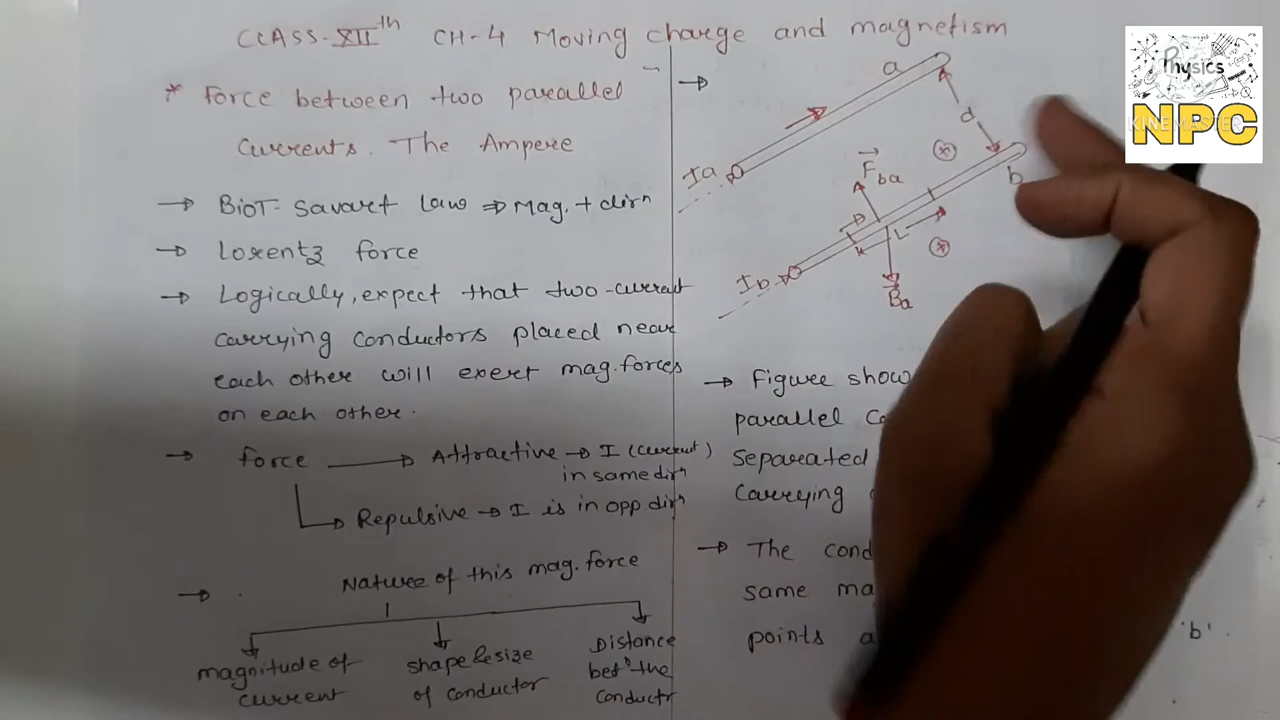 CLASS-XIIth CH-4 Moving charge and magnetism
* Force between two parallel
currents. The Ampere
→ BioT-Savart law ⇒ Mag. + dirn
→ Lorentz force
→ Logically, expect that two-current
carrying conductors placed near
each other will exert mag. forces
on each other.
→ force → Attractive → I (current)
in same dirn
→ Repulsive → I is in opp dirn
→ Nature of this mag. force
magnitude of
current
shape & size
of conductor
Distance
betn the
conductr
→
a
d
Ia
F ba
b
L
Ib
Ba
→ Figure show
parallel
separated
carrying
→ The cond
same ma
points
'b'
Physics
KINEMASTER
NPC